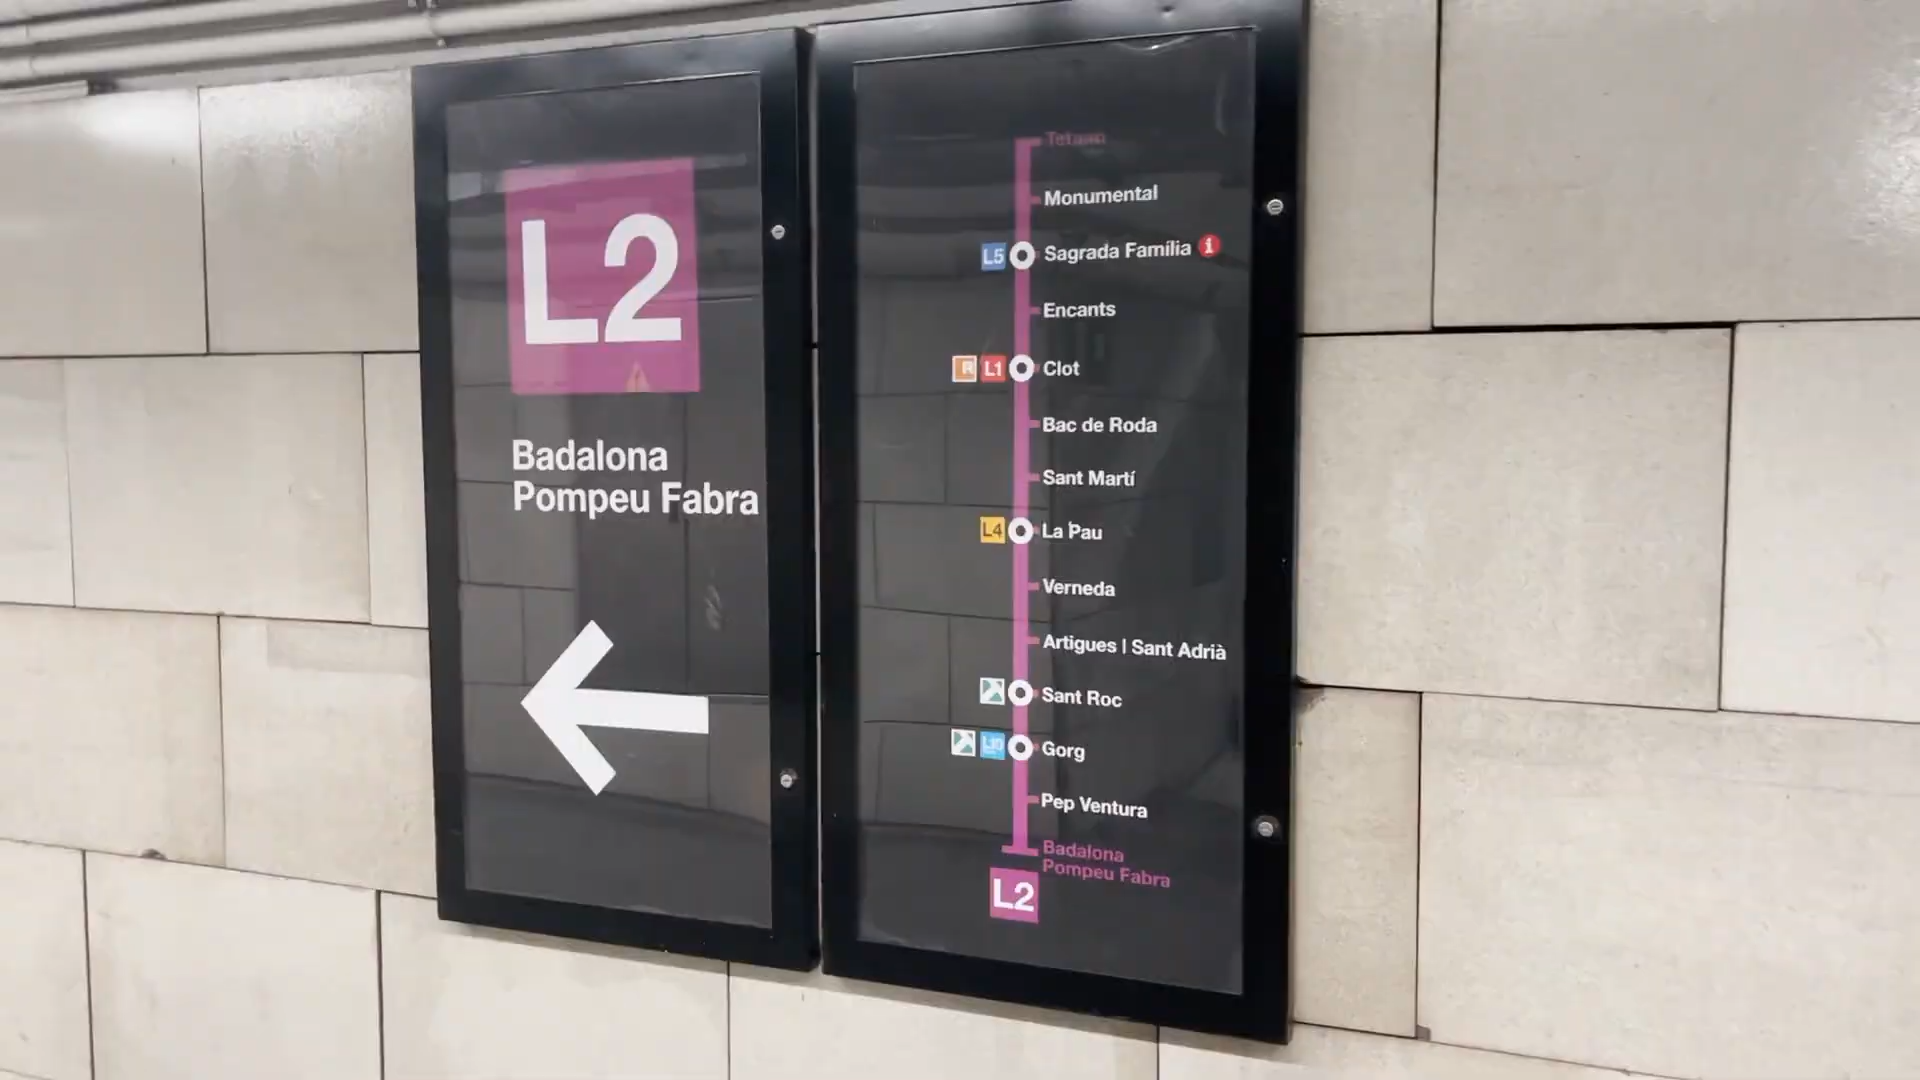 L2
Badalona
Pompeu Fabra
Tetuan
Monumental
L5 Sagrada Família i
Encants
R L1 Clot
Bac de Roda
Sant Martí
L4 La Pau
Verneda
Artigues | Sant Adrià
Sant Roc
L10 Gorg
Pep Ventura
Badalona
Pompeu Fabra
L2